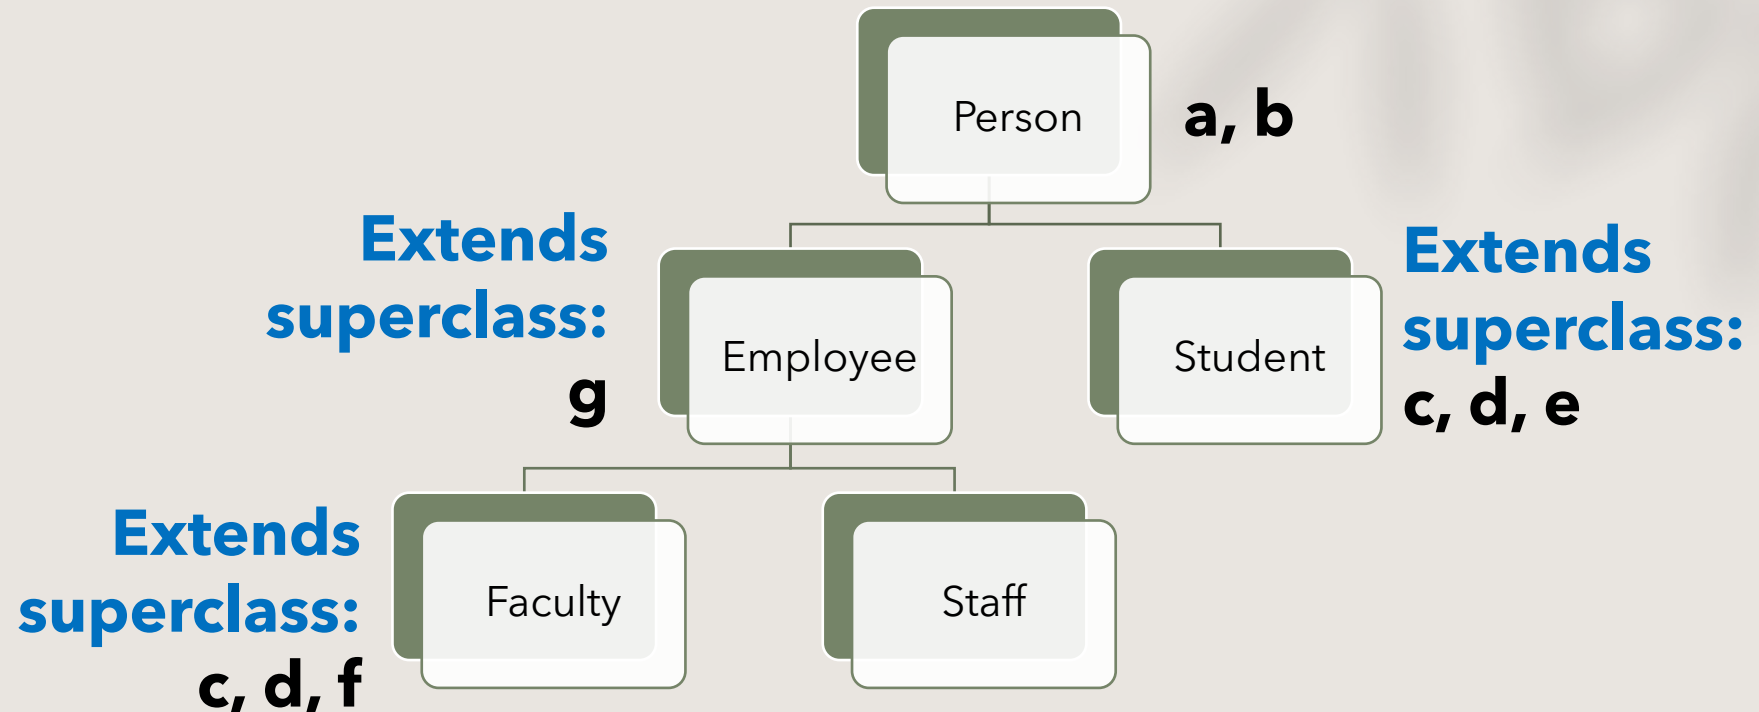 Person
a, b
Extends
superclass:
g
Employee
Student
Extends
superclass:
c, d, e
Extends
superclass:
c, d, f
Faculty
Staff